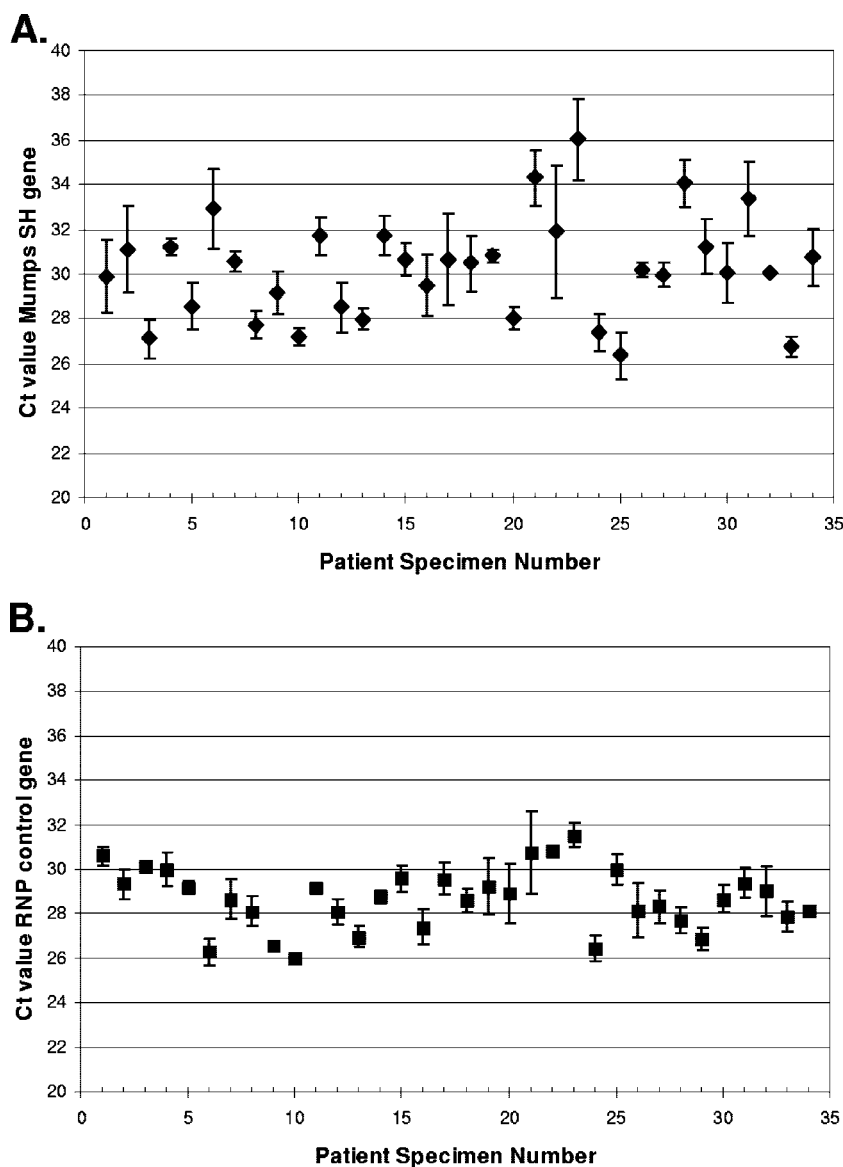 A.
40
38
36
34
32
30
28
26
24
22
20
Ct value Mumps SH gene
0 5 10 15 20 25 30 35
Patient Specimen Number
B.
40
38
36
34
32
30
28
26
24
22
20
Ct value RNP control gene
0 5 10 15 20 25 30 35
Patient Specimen Number